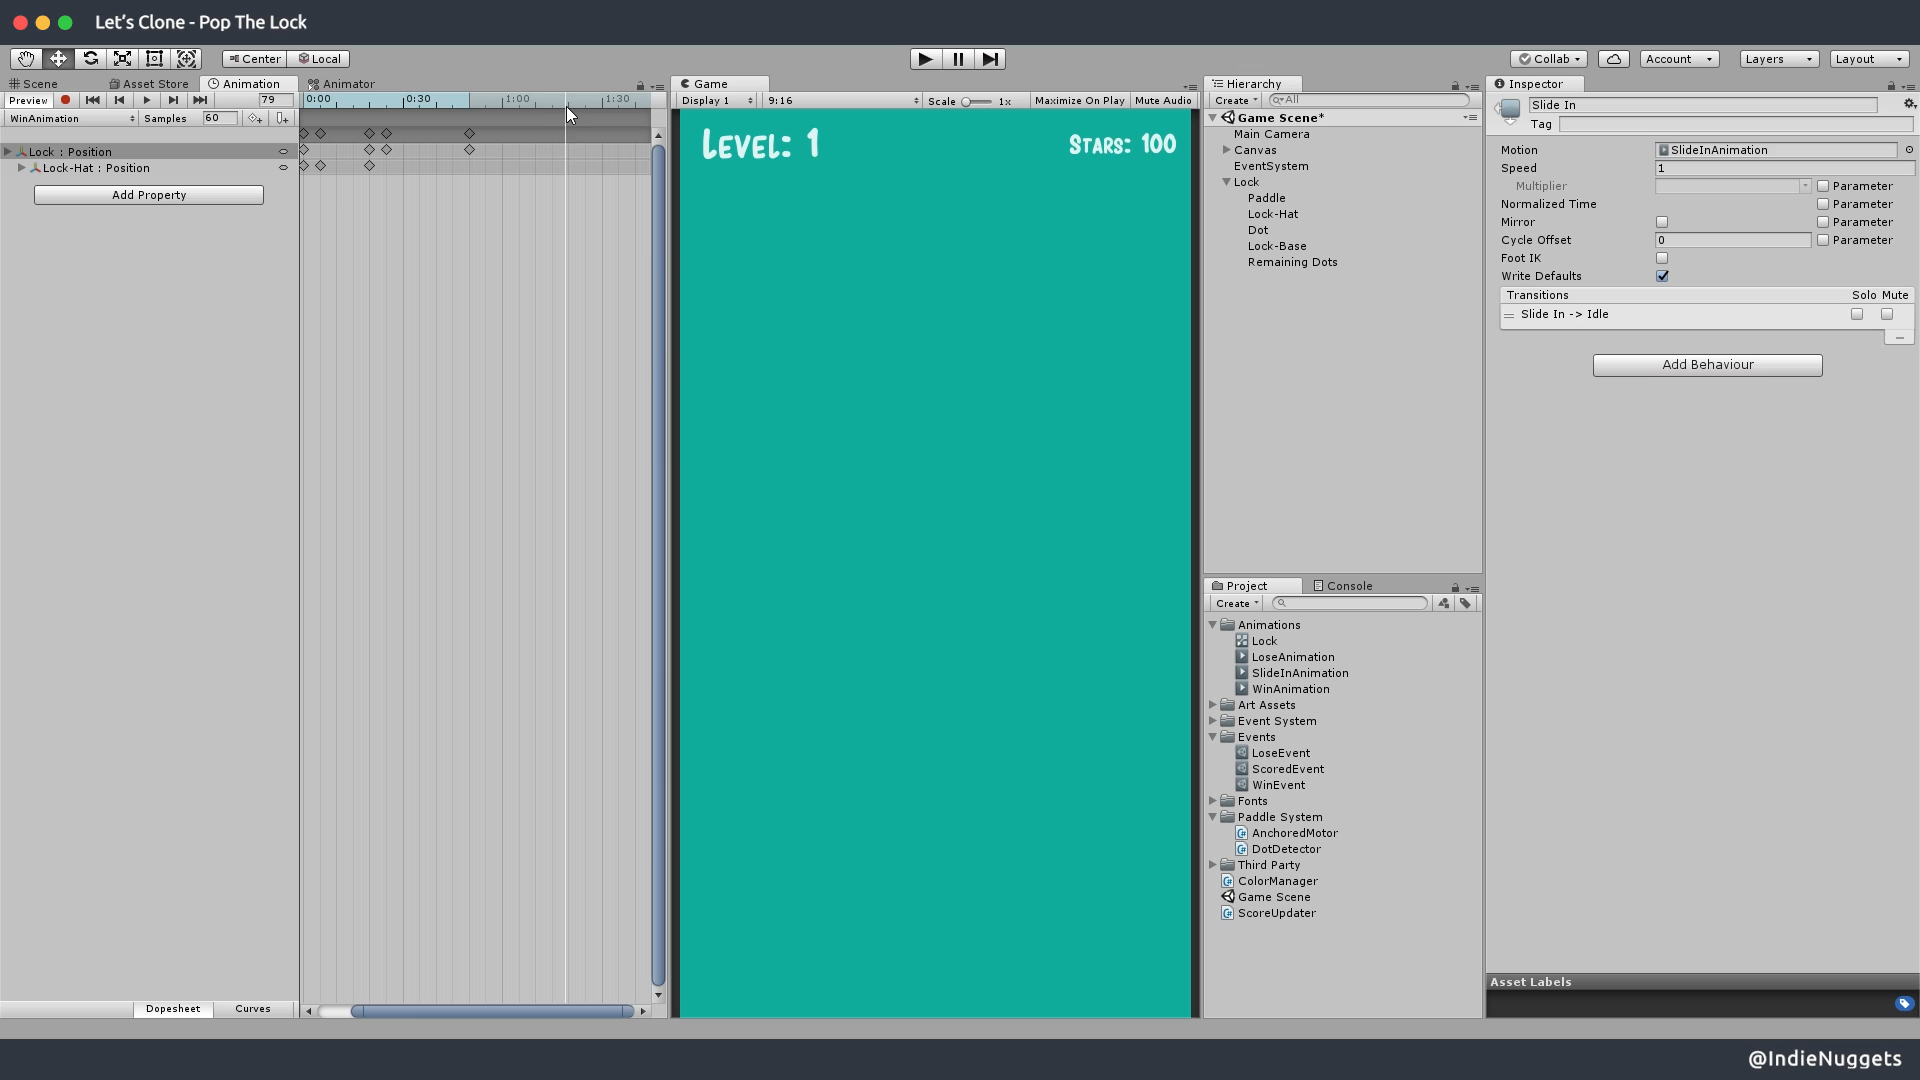 Let's Clone - Pop The Lock
Center
Local
Collab
Account
Layers
Layout
Scene
Asset Store
Animation
Animator
Game
Hierarchy
Inspector
Preview
79
0:00
0:30
1:00
1:30
Display 1
9:16
Scale
1x
Maximize On Play
Mute Audio
Create
All
WinAnimation
Samples
60
Lock : Position
Lock-Hat : Position
Add Property
Dopesheet
Curves
Level: 1
Stars: 100
Game Scene*
Main Camera
Canvas
EventSystem
Lock
Paddle
Lock-Hat
Dot
Lock-Base
Remaining Dots
Project
Console
Create
Animations
Lock
LoseAnimation
SlideInAnimation
WinAnimation
Art Assets
Event System
Events
LoseEvent
ScoredEvent
WinEvent
Fonts
Paddle System
AnchoredMotor
DotDetector
Third Party
ColorManager
Game Scene
ScoreUpdater
Slide In
Tag
Motion
SlideInAnimation
Speed
1
Multiplier
Parameter
Normalized Time
Parameter
Mirror
Parameter
Cycle Offset
0
Parameter
Foot IK
Write Defaults
Transitions
Solo Mute
Slide In -> Idle
Add Behaviour
Asset Labels
@IndieNuggets